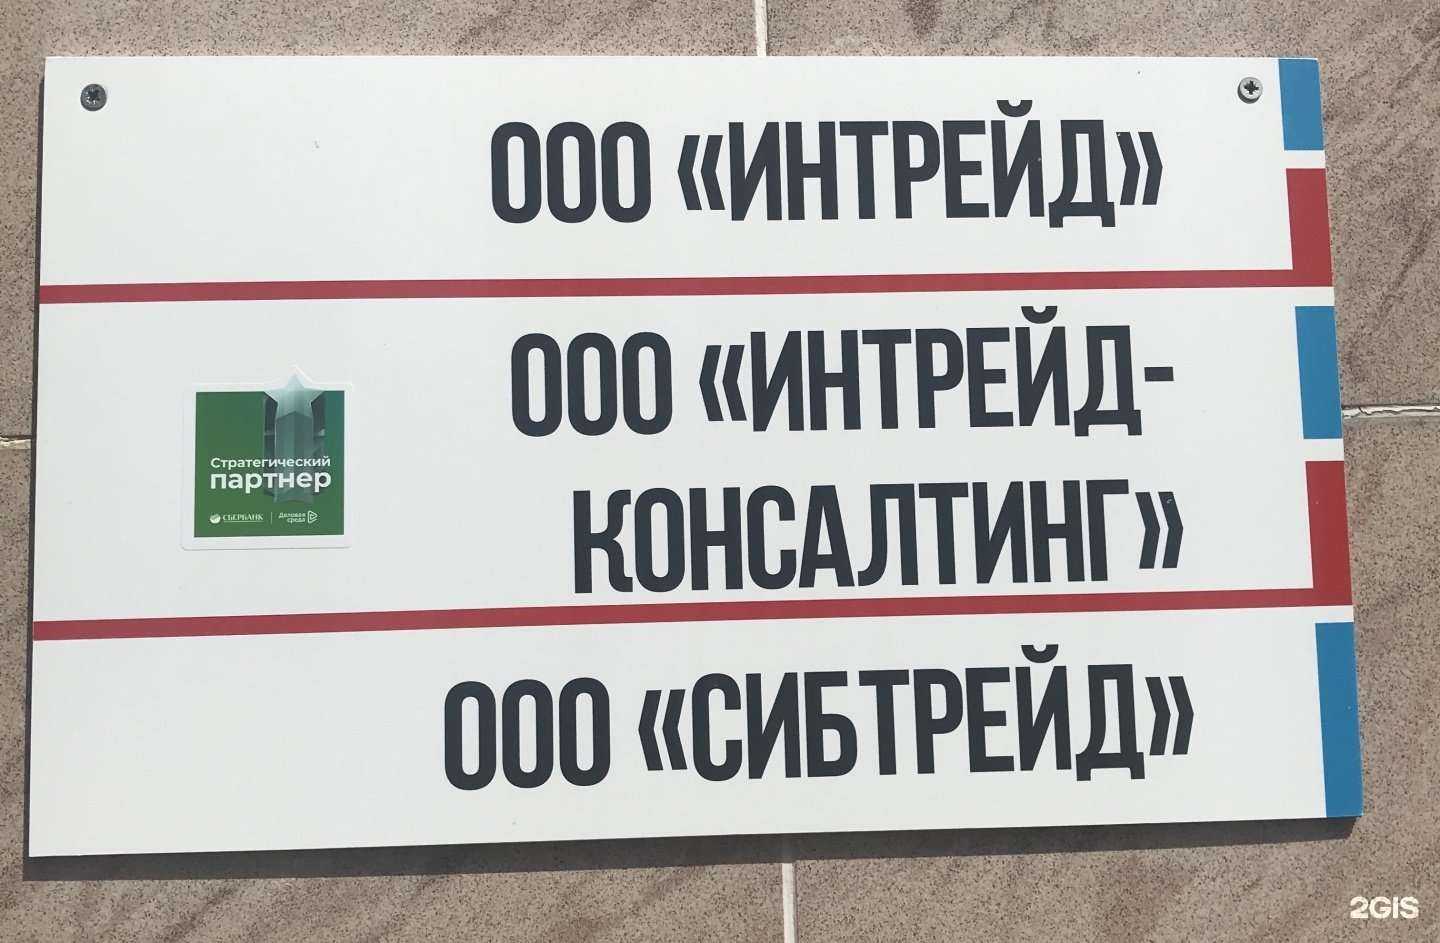 ООО «ИНТРЕЙД»
ООО «ИНТРЕЙД-
КОНСАЛТИНГ»
Стратегический
партнер
СБЕРБАНК
Деловая
среда
ООО «СИБТРЕЙД»
2GIS